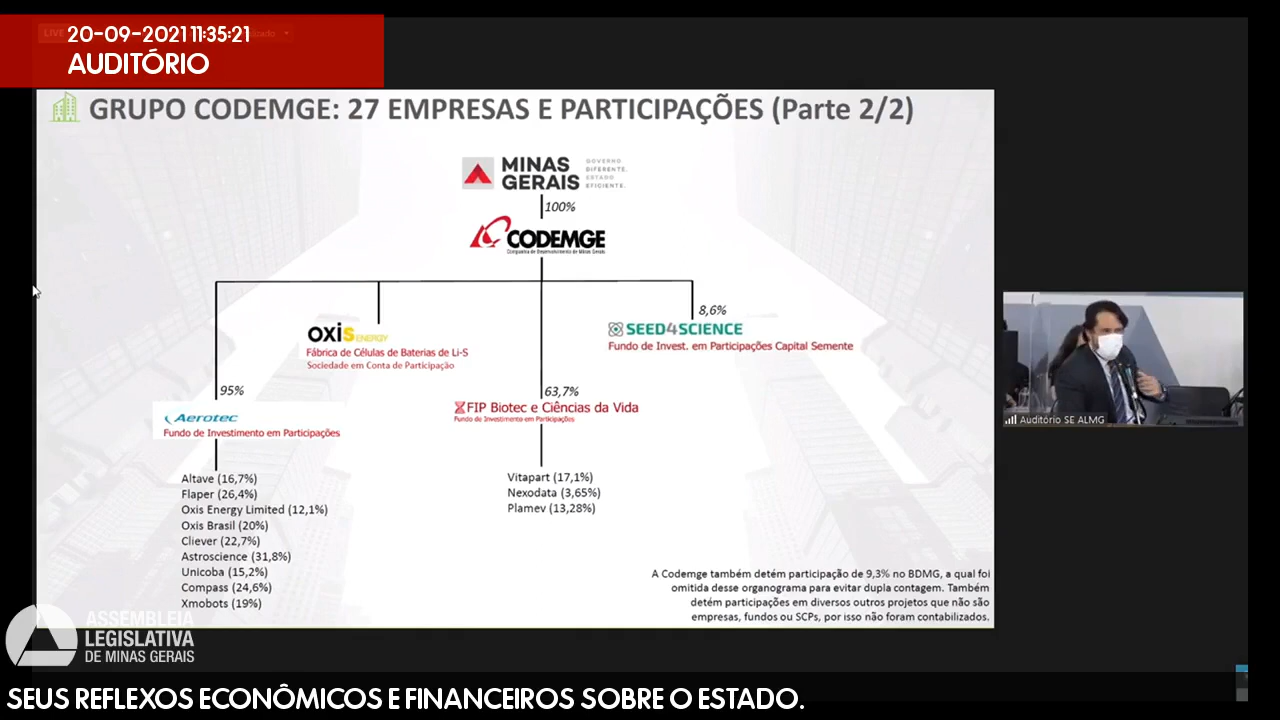 LIVE
20-09-2021 11:35:21
AUDITÓRIO
GRUPO CODEMGE: 27 EMPRESAS E PARTICIPAÇÕES (Parte 2/2)
MINAS GERAIS
GOVERNO DIFERENTE. ESTADO EFICIENTE.
100%
CODEMGE
Companhia de Desenvolvimento de Minas Gerais
8,6%
OXIS ENERGY
Fábrica de Células de Baterias de Li-S
Sociedade em Conta de Participação
SEED4SCIENCE
Fundo de Invest. em Participações Capital Semente
95%
Aerotec
Fundo de Investimento em Participações
63,7%
FIP Biotec e Ciências da Vida
Fundo de Investimento em Participações
Altave (16,7%)
Flaper (26,4%)
Oxis Energy Limited (12,1%)
Oxis Brasil (20%)
Cliever (22,7%)
Astroscience (31,8%)
Unicoba (15,2%)
Compass (24,6%)
Xmobots (19%)
Vitapart (17,1%)
Nexodata (3,65%)
Plamev (13,28%)
A Codemge também detém participação de 9,3% no BDMG, a qual foi
omitida desse organograma para evitar dupla contagem. Também
detém participações em diversos outros projetos que não são
empresas, fundos ou SCPs, por isso não foram contabilizados.
Auditório SE ALMG
ASSEMBLEIA
LEGISLATIVA
DE MINAS GERAIS
SEUS REFLEXOS ECONÔMICOS E FINANCEIROS SOBRE O ESTADO.